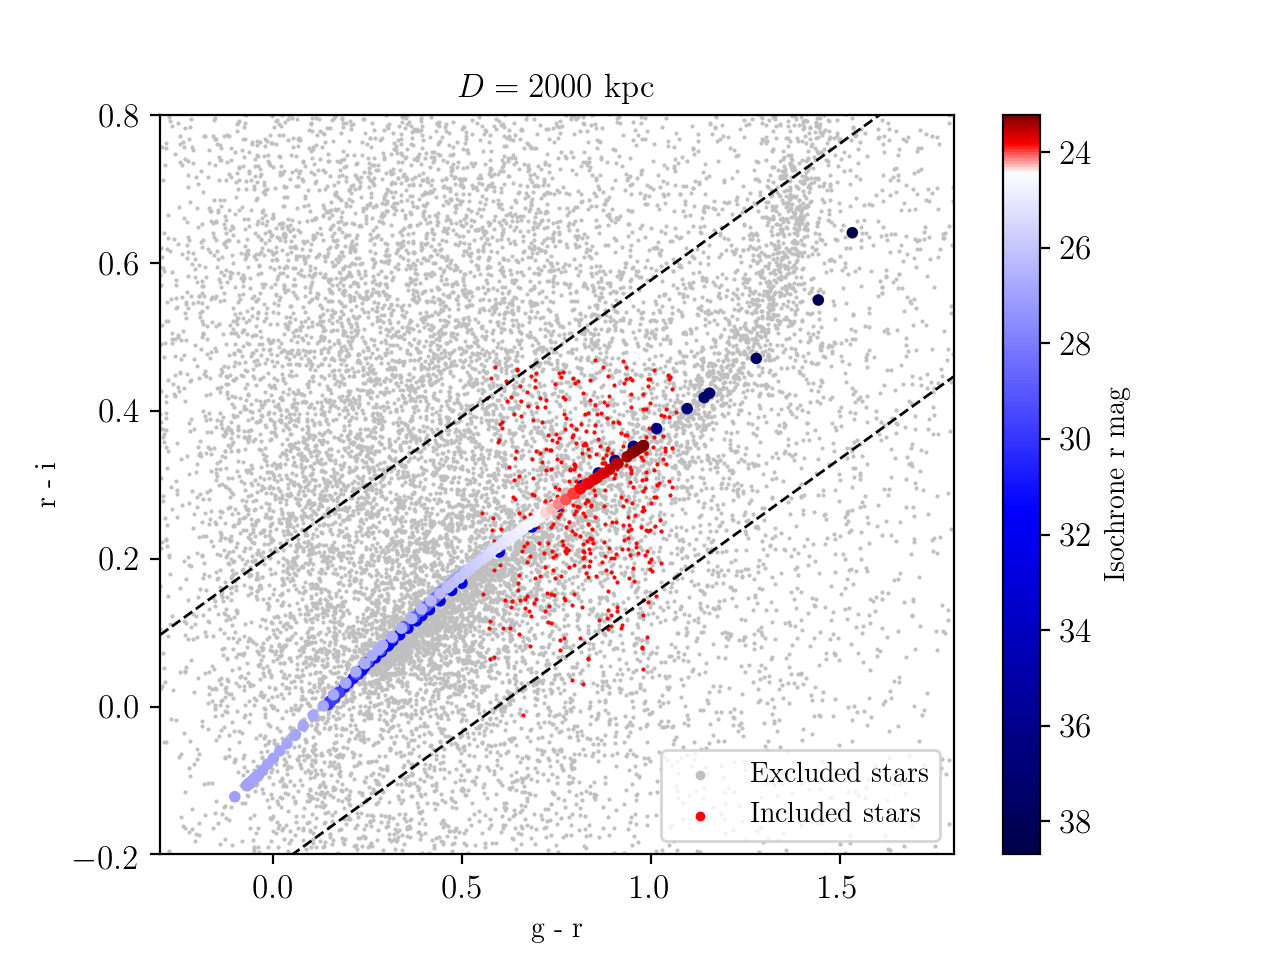 D = 2000 kpc
0.8
0.6
0.4
0.2
0.0
−0.2
r - i
0.0 0.5 1.0 1.5
g - r
Excluded stars
Included stars
24
26
28
30
32
34
36
38
Isochrone r mag